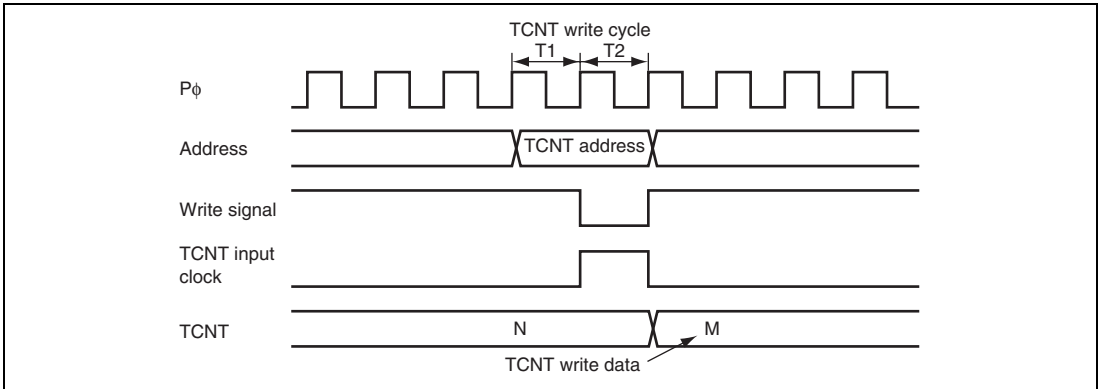 TCNT write cycle
T1 T2
Pϕ
Address TCNT address
Write signal
TCNT input
clock
TCNT N M
TCNT write data